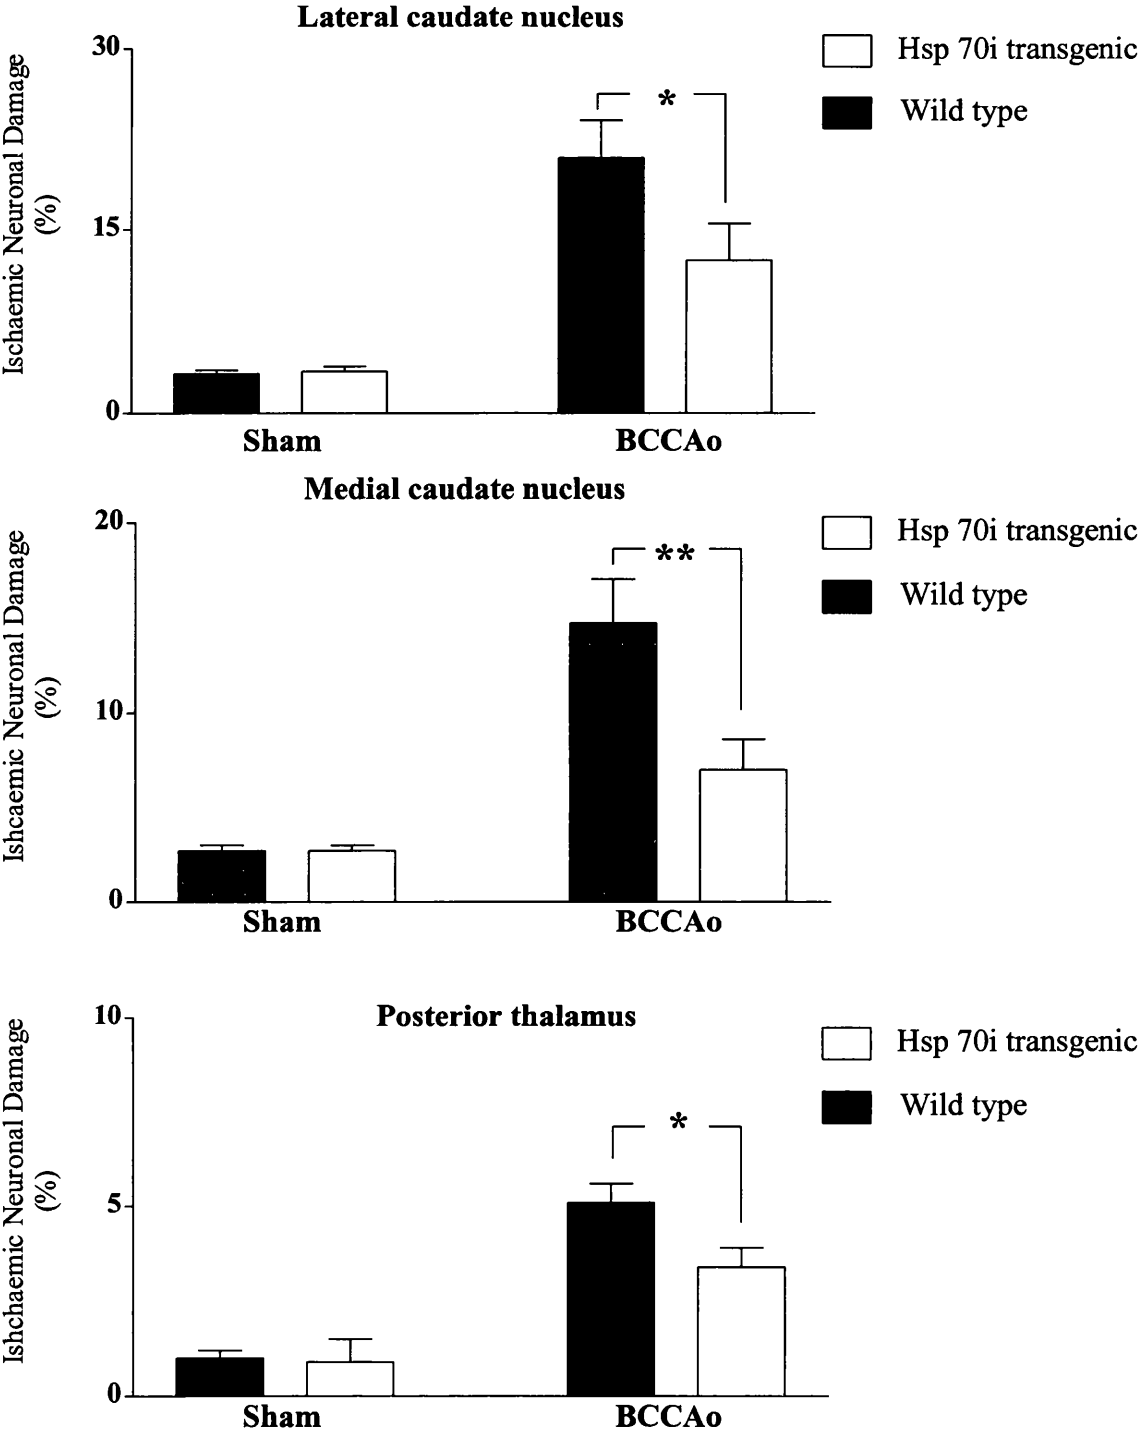 Lateral caudate nucleus
Ischaemic Neuronal Damage
(%)
30
15
0
*
Hsp 70i transgenic
Wild type
Sham
BCCAo
Medial caudate nucleus
Ishcaemic Neuronal Damage
(%)
20
10
0
**
Hsp 70i transgenic
Wild type
Sham
BCCAo
Posterior thalamus
Ishchaemic Neuronal Damage
(%)
10
5
0
*
Hsp 70i transgenic
Wild type
Sham
BCCAo